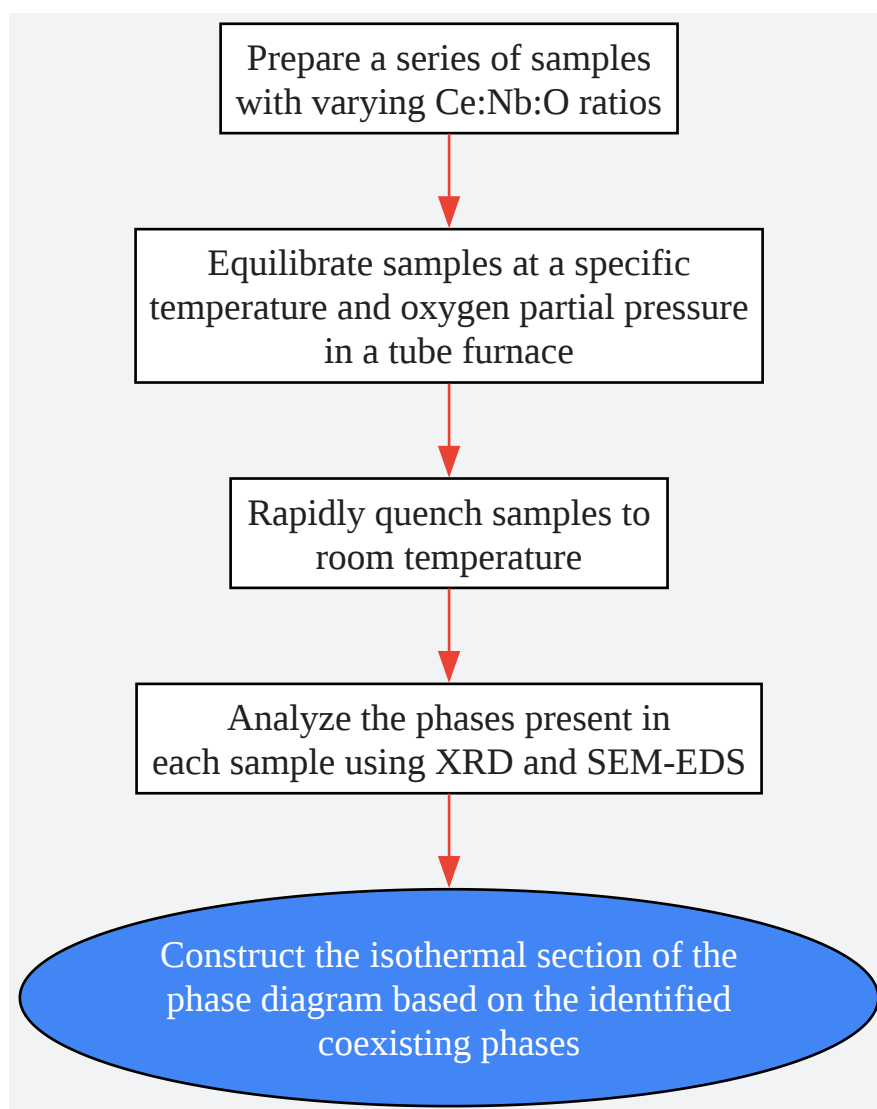 Prepare a series of samples
with varying Ce:Nb:O ratios
Equilibrate samples at a specific
temperature and oxygen partial pressure
in a tube furnace
Rapidly quench samples to
room temperature
Analyze the phases present in
each sample using XRD and SEM-EDS
Construct the isothermal section of the
phase diagram based on the identified
coexisting phases